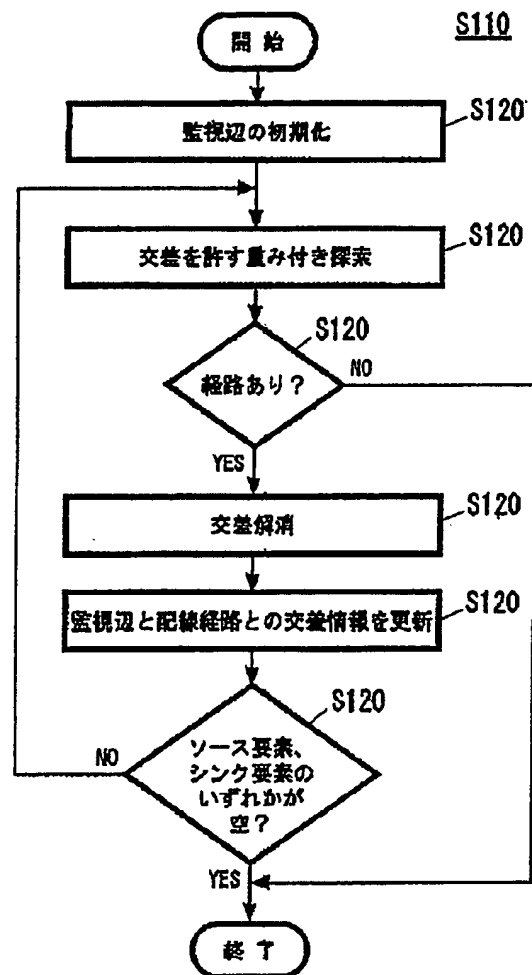 S110
開始
S120
監視辺の初期化
S120
交差を許す重み付き探索
S120
経路あり?
NO
YES
S120
交差解消
S120
監視辺と配線経路との交差情報を更新
S120
ソース要素、
シンク要素の
いずれかが
空?
NO
YES
終了